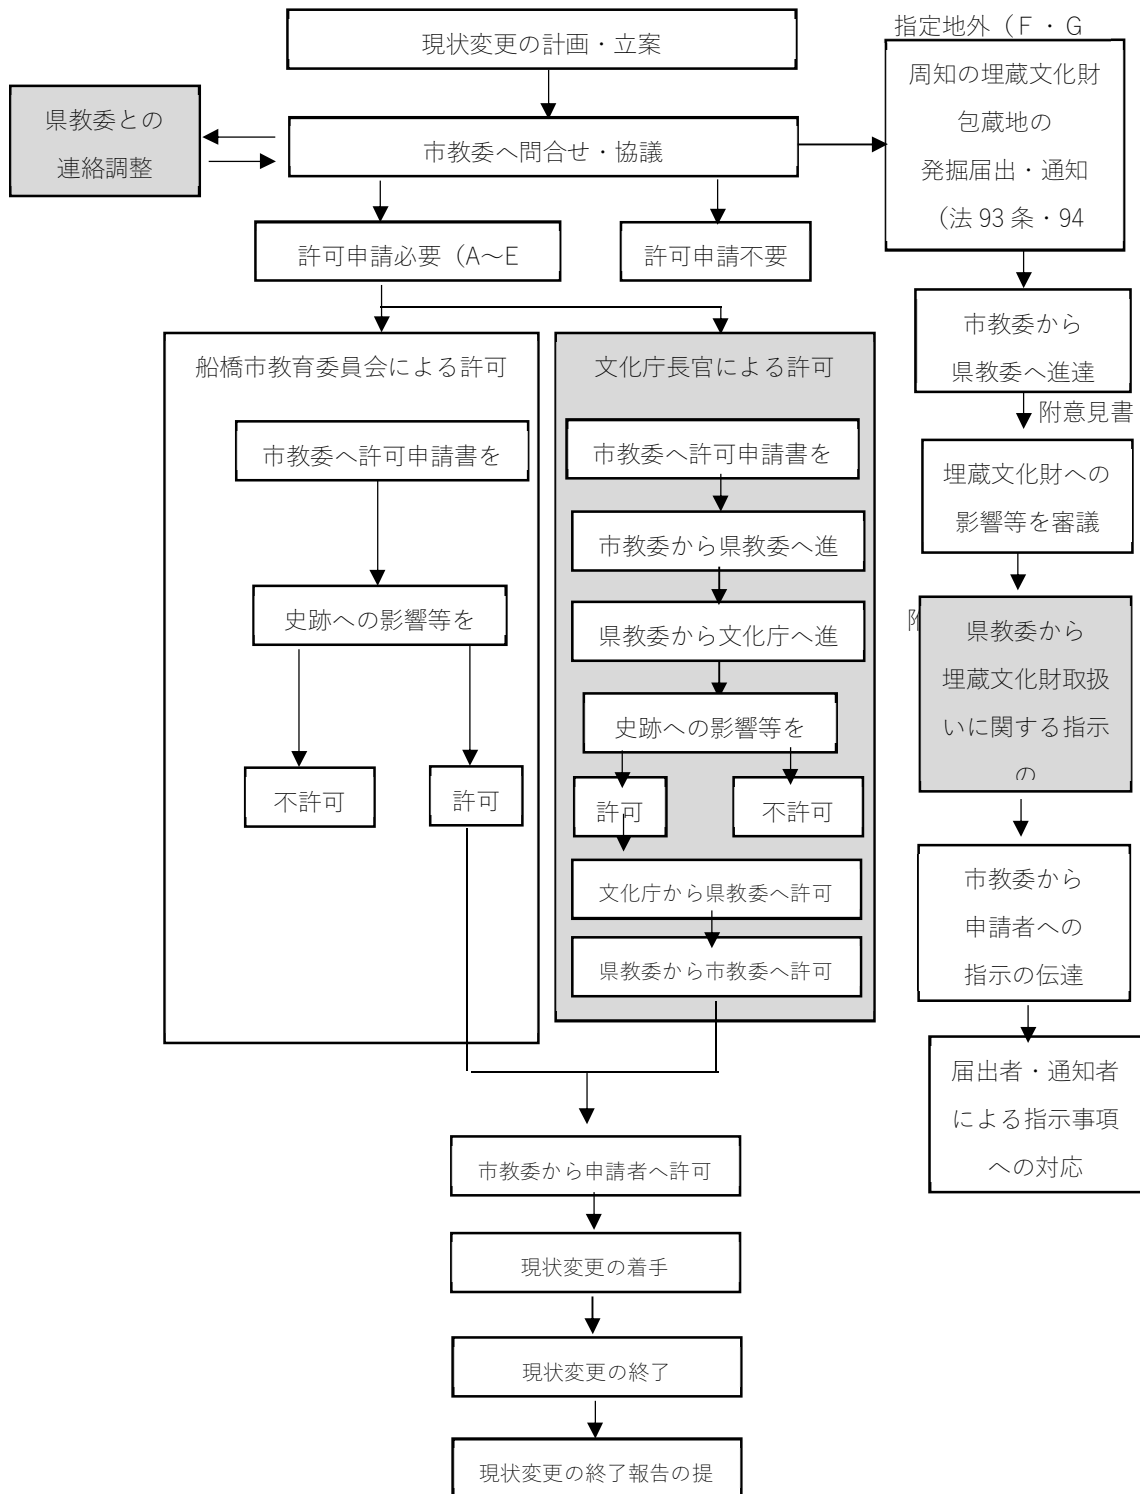 現状変更の計画・立案
県教委との
連絡調整
市教委へ問合せ・協議
指定地外（F・G
周知の埋蔵文化財
包蔵地の
発掘届出・通知
（法 93 条・94
許可申請必要（A～E
許可申請不要
船橋市教育委員会による許可
市教委へ許可申請書を
史跡への影響等を
不許可
許可
文化庁長官による許可
市教委へ許可申請書を
市教委から県教委へ進
県教委から文化庁へ進
史跡への影響等を
許可
不許可
文化庁から県教委へ許可
県教委から市教委へ許可
市教委から申請者へ許可
現状変更の着手
現状変更の終了
現状変更の終了報告の提
市教委から
県教委へ進達
附意見書
埋蔵文化財への
影響等を審議
県教委から
埋蔵文化財取扱
いに関する指示
の
市教委から
申請者への
指示の伝達
届出者・通知者
による指示事項
への対応